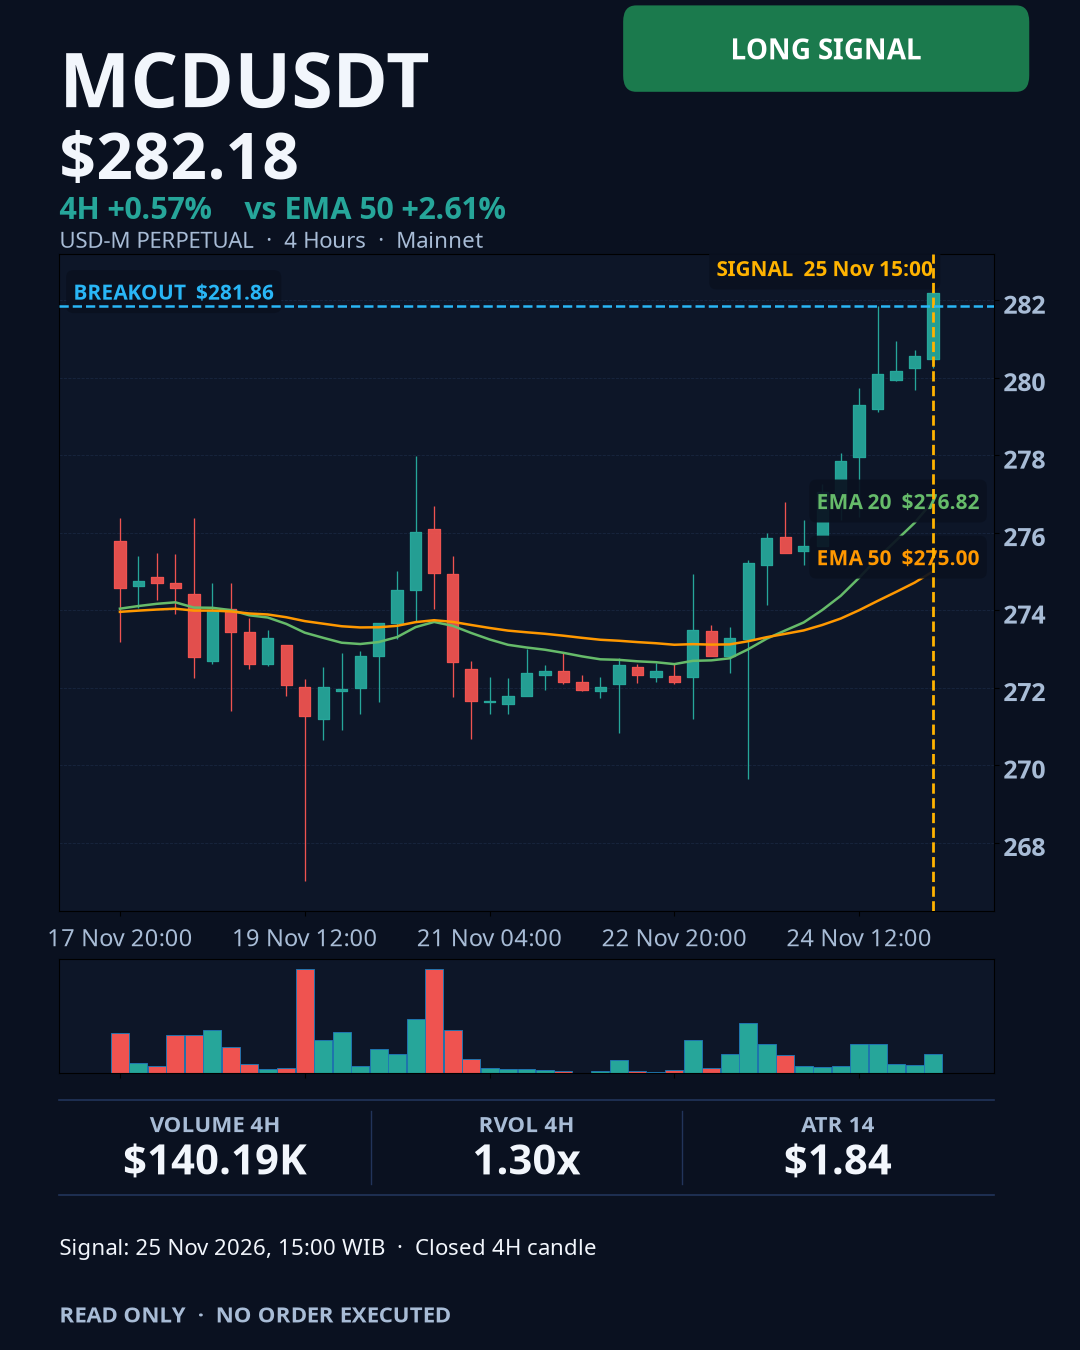 LONG SIGNAL
MCDUSDT
$282.18
4H +0.57% vs EMA 50 +2.61%
USD-M PERPETUAL · 4 Hours · Mainnet
SIGNAL 25 Nov 15:00
BREAKOUT $281.86
282
280
278
EMA 20 $276.82
276
EMA 50 $275.00
274
272
270
268
17 Nov 20:00 19 Nov 12:00 21 Nov 04:00 22 Nov 20:00 24 Nov 12:00
VOLUME 4H RVOL 4H ATR 14
$140.19K 1.30x $1.84
Signal: 25 Nov 2026, 15:00 WIB · Closed 4H candle
READ ONLY · NO ORDER EXECUTED